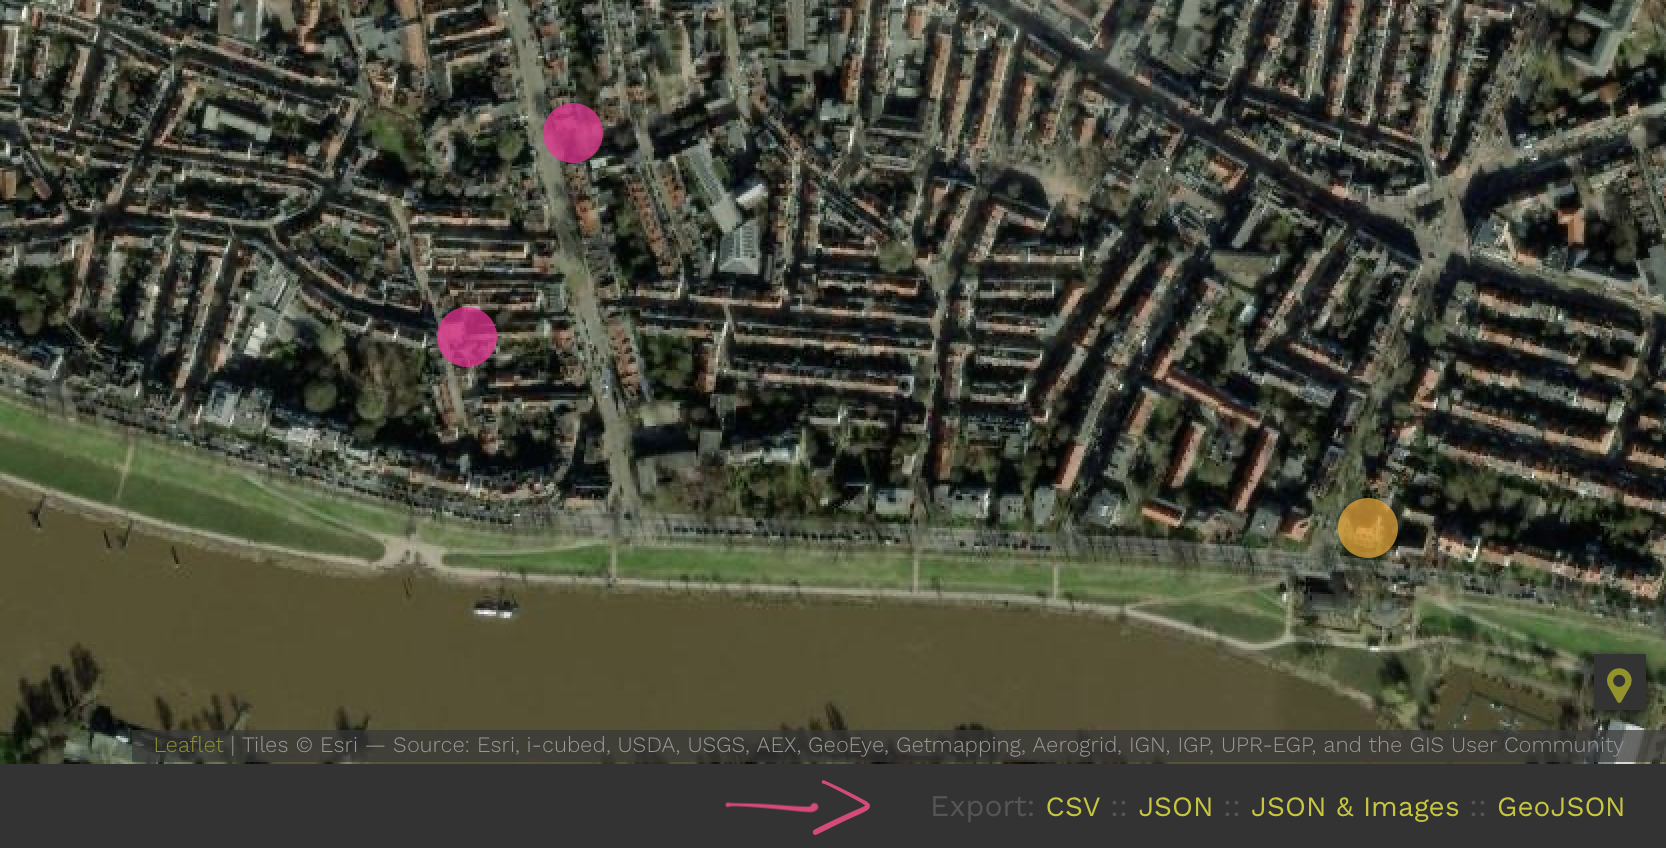 Leaflet | Tiles © Esri — Source: Esri, i-cubed, USDA, USGS, AEX, GeoEye, Getmapping, Aerogrid, IGN, IGP, UPR-EGP, and the GIS User Community
Export: CSV :: JSON :: JSON & Images :: GeoJSON